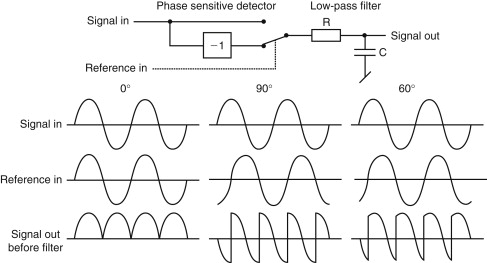 Phase sensitive detector
Low-pass filter
Signal in
R
−1
Signal out
C
Reference in
0°
90°
60°
Signal in
Reference in
Signal out
before filter